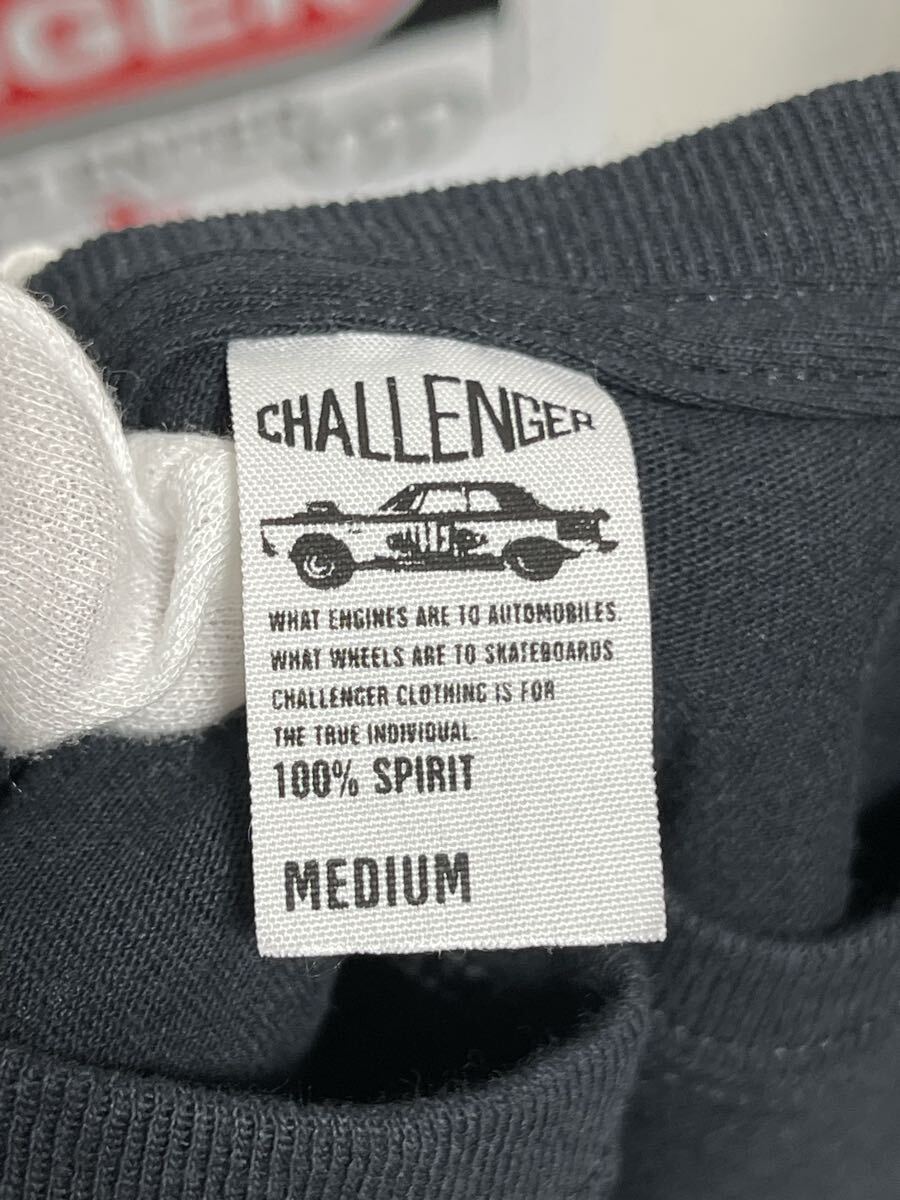 GER
CHALLENGER
WHAT ENGINES ARE TO AUTOMOBILES.
WHAT WHEELS ARE TO SKATEBOARDS
CHALLENGER CLOTHING IS FOR
THE TRUE INDIVIDUAL.
100% SPIRIT
MEDIUM